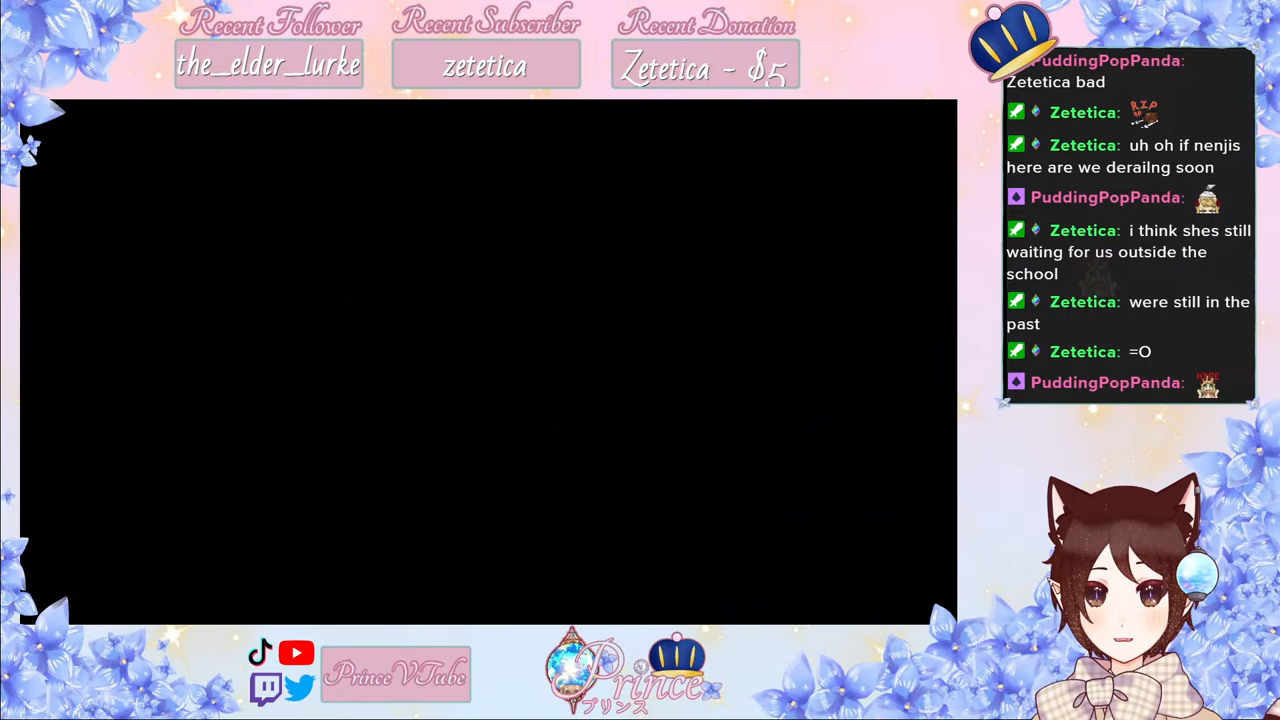 Recent Follower
the_elder_lurke
Recent Subscriber
zetetica
Recent Donation
Zetetica - $5
PuddingPopPanda:
Zetetica bad
Zetetica: R.I.P
Zetetica: uh oh if nenjis
here are we derailng soon
PuddingPopPanda:
Zetetica: i think shes still
waiting for us outside the
school
Zetetica: were still in the
past
Zetetica: =O
PuddingPopPanda: HYPE
PrinceVTube
Prince
プリンス